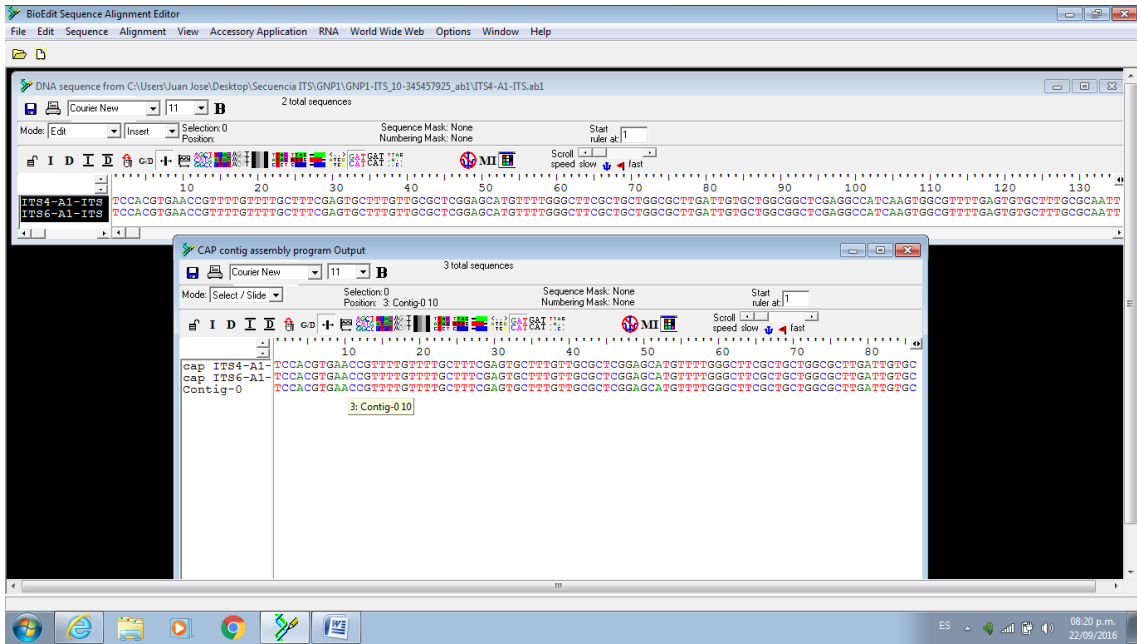 BioEdit Sequence Alignment Editor
File Edit Sequence Alignment View Accessory Application RNA World Wide Web Options Window Help
DNA sequence from C:\Users\Juan Jose\Desktop\Secuencia ITS\GNP1\GNP1-ITS_10-345457925_ab1\ITS4-A1-ITS.ab1
Courier New 11 B 2 total sequences
Mode: Edit Insert Selection: 0 Position: Sequence Mask: None Numbering Mask: None Start ruler at: 1
I D I D G/D MI Scroll speed slow fast
10 20 30 40 50 60 70 80 90 100 110 120 130
ITS4-A1-ITS TCCACGTGAACCGTTTTGTTTTGCTTTCGAGTGCTTTGTTGCGCTCGGAGCATGTTTTGGGCTTCGCTGCTGGCGCTTGATTGTGCTGGCGGCTCGAGGCCATCAAGTGGCGTTTTGAGTGTGCTTTGCGCAATT
ITS6-A1-ITS TCCACGTGAACCGTTTTGTTTTGCTTTCGAGTGCTTTGTTGCGCTCGGAGCATGTTTTGGGCTTCGCTGCTGGCGCTTGATTGTGCTGGCGGCTCGAGGCCATCAAGTGGCGTTTTGAGTGTGCTTTGCGCAATT
CAP contig assembly program Output
Courier New 11 B 3 total sequences
Mode: Select / Slide Selection: 0 Position: 3: Contig-0 10 Sequence Mask: None Numbering Mask: None Start ruler at: 1
I D I D G/D MI Scroll speed slow fast
10 20 30 40 50 60 70 80
cap ITS4-A1- TCCACGTGAACCGTTTTGTTTTGCTTTCGAGTGCTTTGTTGCGCTCGGAGCATGTTTTGGGCTTCGCTGCTGGCGCTTGATTGTGC
cap ITS6-A1- TCCACGTGAACCGTTTTGTTTTGCTTTCGAGTGCTTTGTTGCGCTCGGAGCATGTTTTGGGCTTCGCTGCTGGCGCTTGATTGTGC
Contig-0 TCCACGTGAACCGTTTTGTTTTGCTTTCGAGTGCTTTGTTGCGCTCGGAGCATGTTTTGGGCTTCGCTGCTGGCGCTTGATTGTGC
3: Contig-0 10
ES 08:20 p.m.
22/09/2016